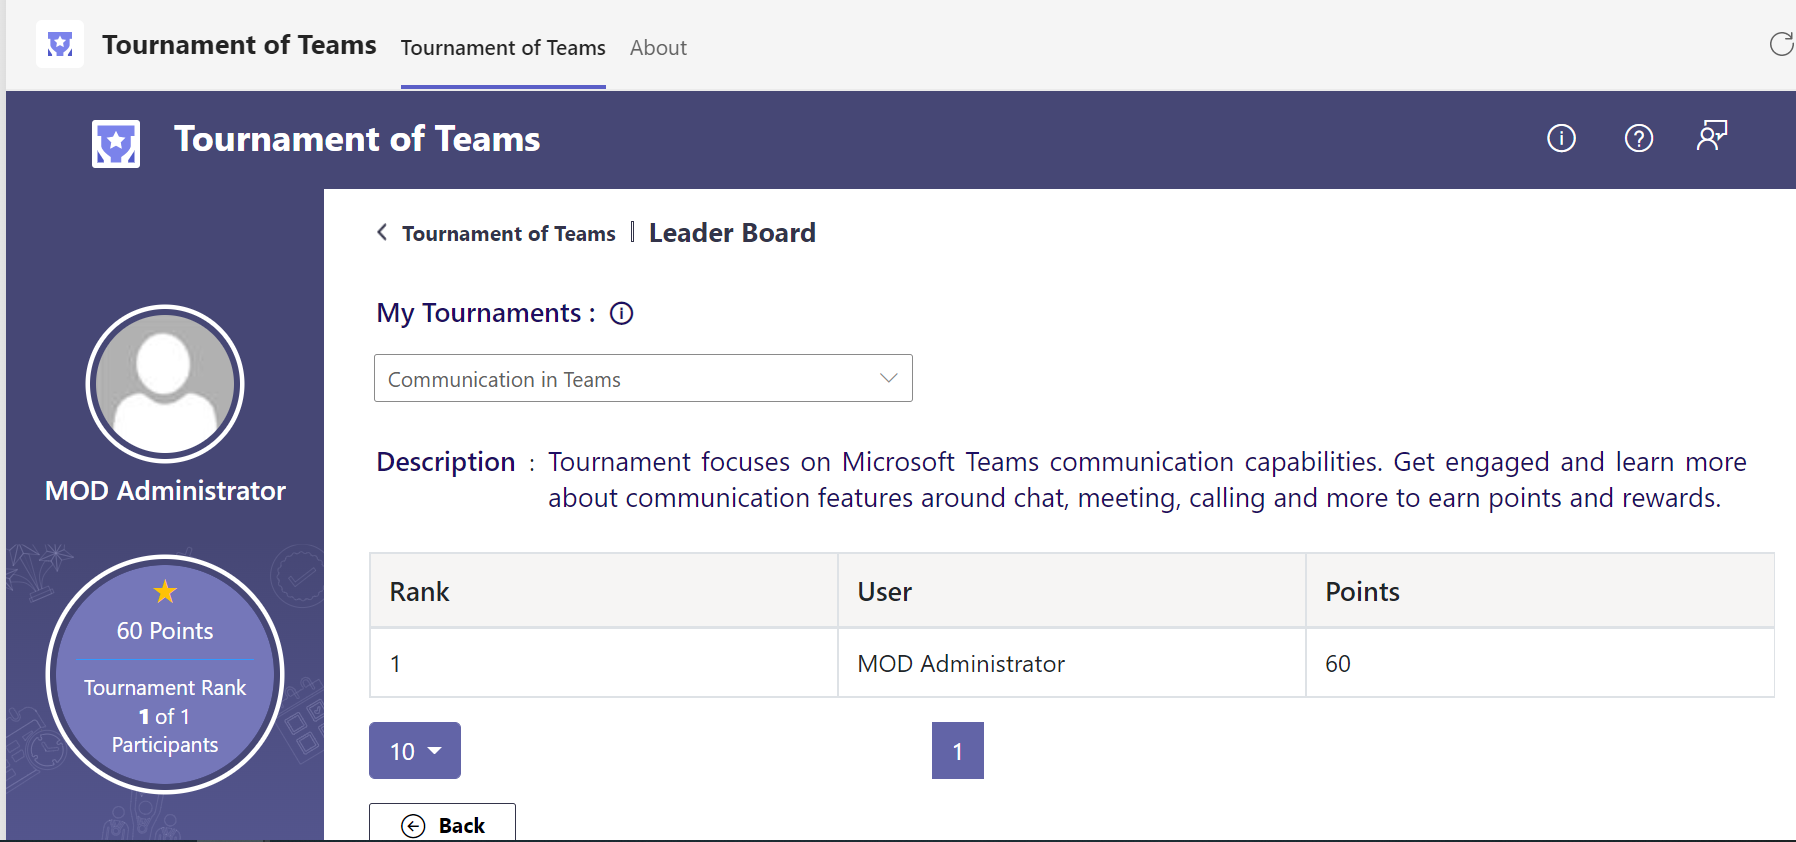 Tournament of Teams Tournament of Teams About
Tournament of Teams
Tournament of Teams | Leader Board
My Tournaments :
Communication in Teams
Description : Tournament focuses on Microsoft Teams communication capabilities. Get engaged and learn more
about communication features around chat, meeting, calling and more to earn points and rewards.
MOD Administrator
60 Points
Tournament Rank
1 of 1
Participants
Rank User Points
1 MOD Administrator 60
10 1
Back